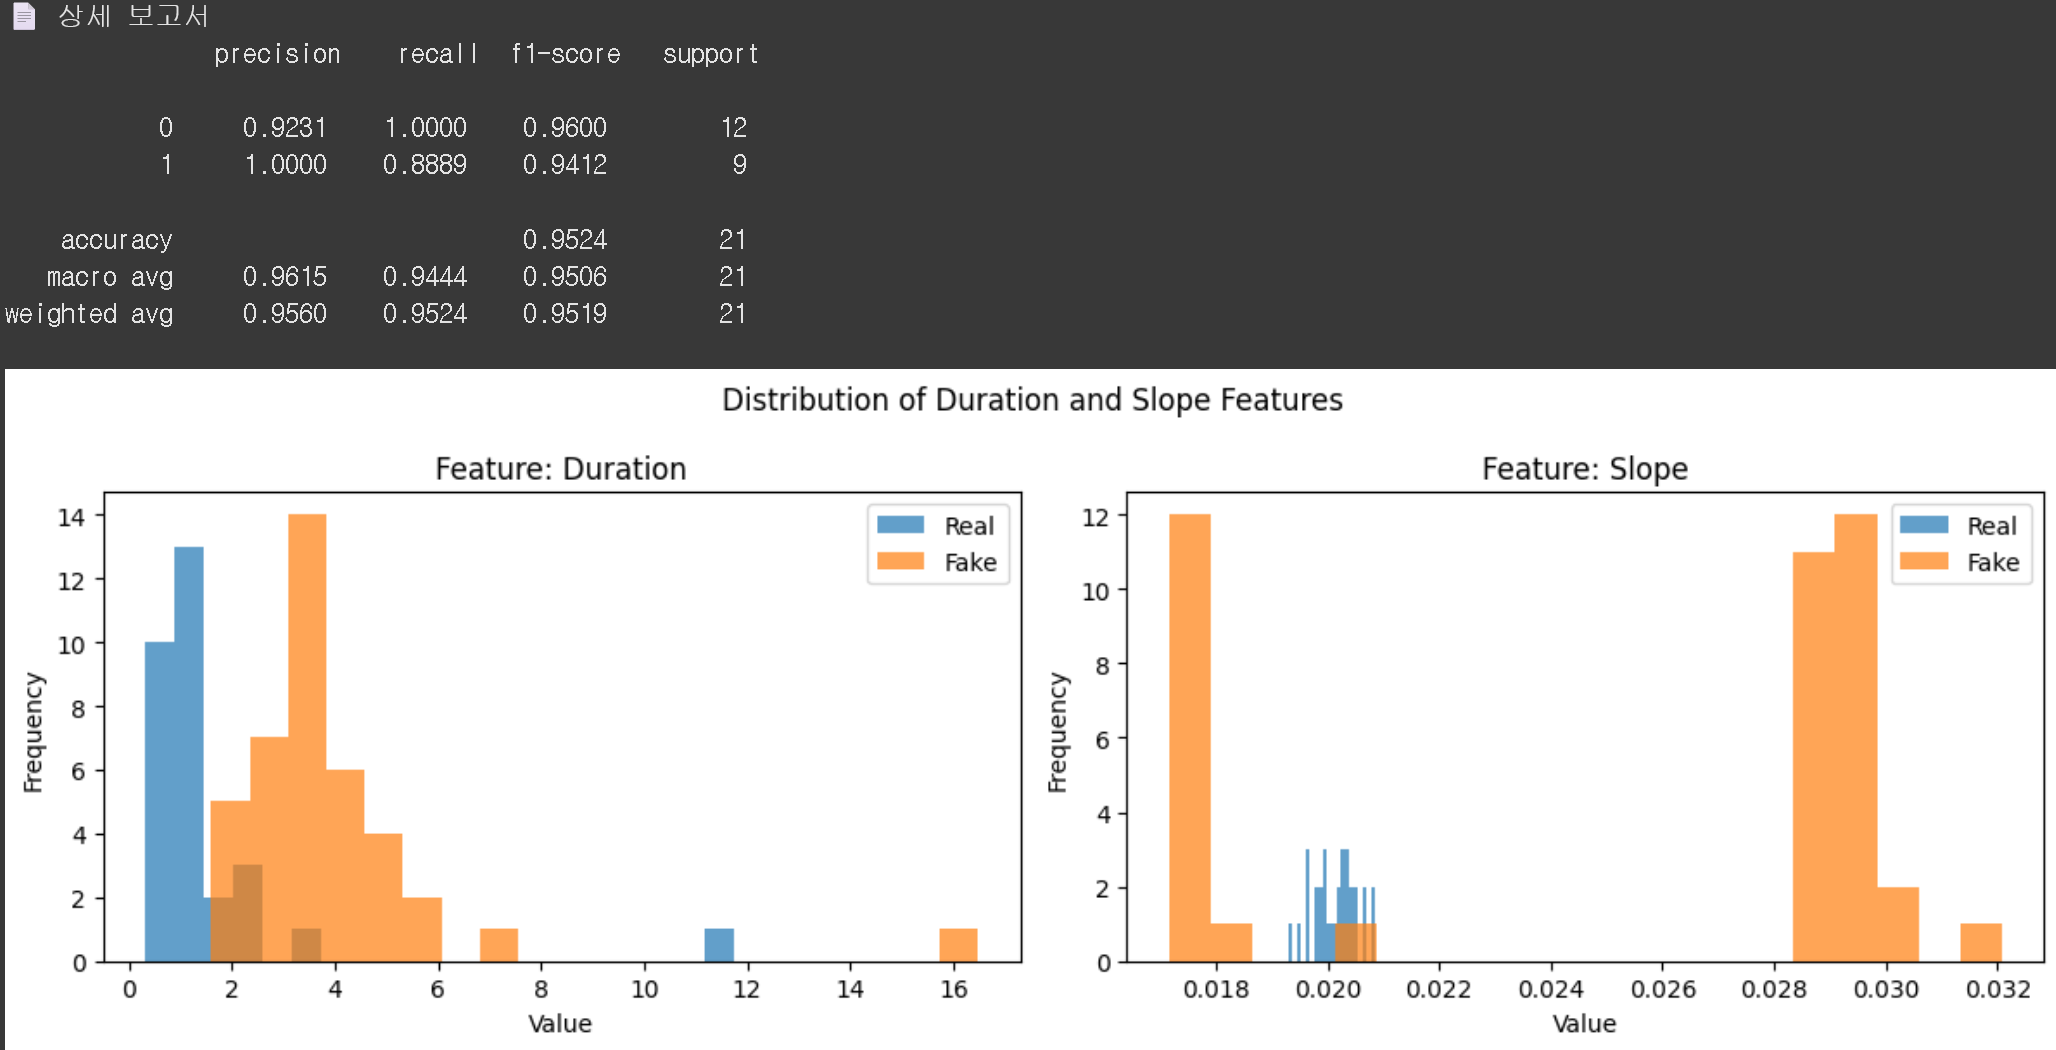 상세 보고서
precision recall f1-score support
0 0.9231 1.0000 0.9600 12
1 1.0000 0.8889 0.9412 9
accuracy 0.9524 21
macro avg 0.9615 0.9444 0.9506 21
weighted avg 0.9560 0.9524 0.9519 21
Distribution of Duration and Slope Features
Feature: Duration
Real
Fake
14
12
10
8
6
4
2
0
Frequency
0 2 4 6 8 10 12 14 16
Value
Feature: Slope
Real
Fake
12
10
8
6
4
2
0
Frequency
0.018 0.020 0.022 0.024 0.026 0.028 0.030 0.032
Value